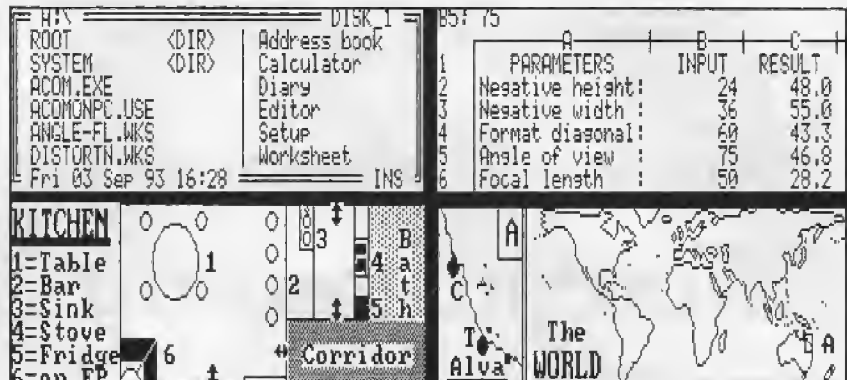 A:\ DISK_1
ROOT <DIR> Address book
SYSTEM <DIR> Calculator
ACOM.EXE Diary
ACOMONPC.USE Editor
ANGLE-FL.WKS Setup
DISTORTN.WKS Worksheet
Fri 03 Sep 93 16:28 INS
B5: 75
A B C
1 PARAMETERS INPUT RESULT
2 Negative height: 24 48.0
3 Negative width : 36 55.0
4 Format diagonal: 60 43.3
5 Angle of view : 75 46.8
6 Focal length : 50 28.2
KITCHEN
1=Table
2=Bar
3=Sink
4=Stove
5=Fridge
1
2
3
4
5
6
Bath
Corridor
A
C
T
Alva
The
WORLD
A